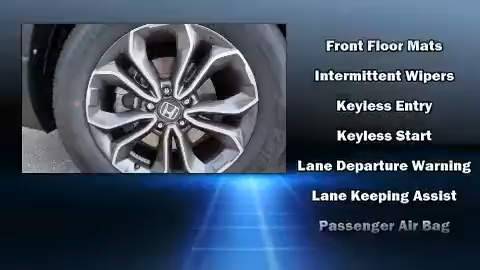 Front Floor Mats
Intermittent Wipers
Keyless Entry
Keyless Start
Lane Departure Warning
Lane Keeping Assist
Passenger Air Bag